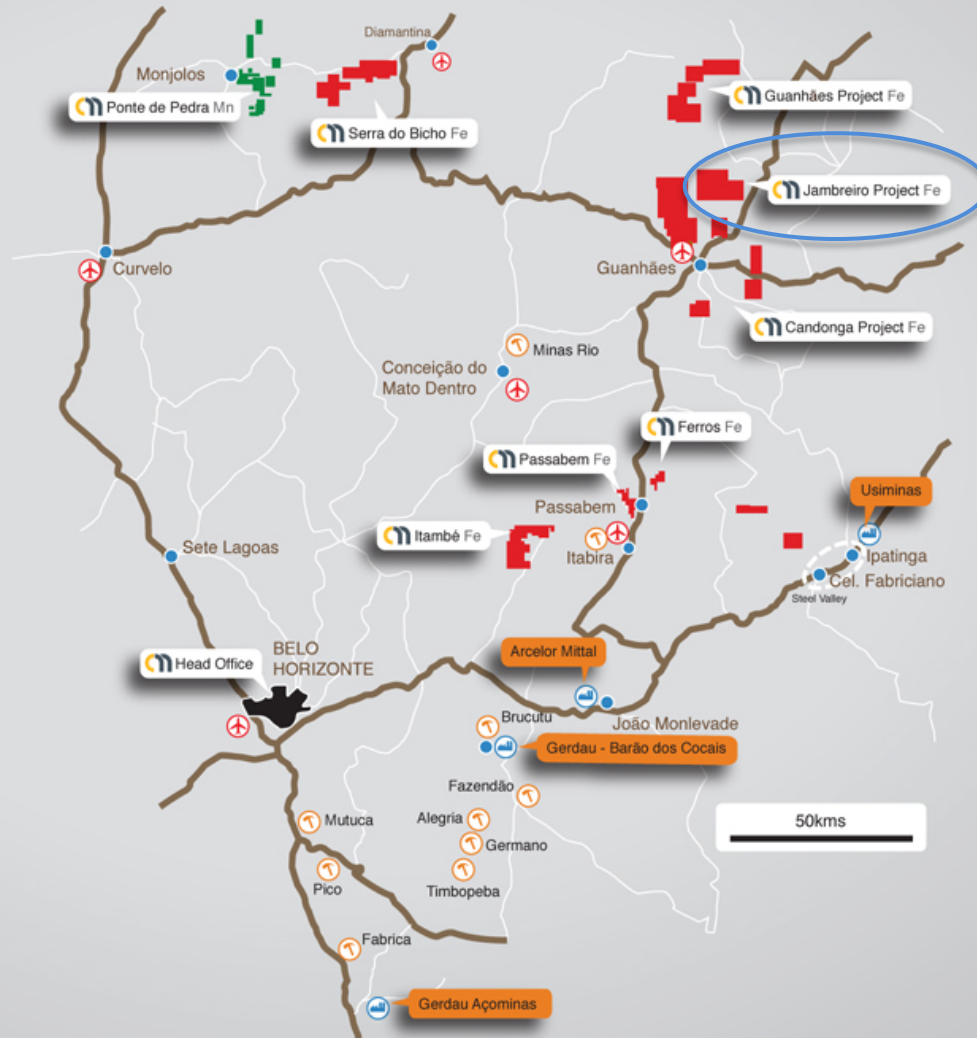 Diamantina
Monjolos
Ponte de Pedra Mn
Serra do Bicho Fe
Guanhães Project Fe
Jambreiro Project Fe
Curvelo
Guanhães
Candonga Project Fe
Minas Rio
Conceição do
Mato Dentro
Ferros Fe
Passabem Fe
Passabem
Usiminas
Itambé Fe
Itabira
Sete Lagoas
Ipatinga
Cel. Fabriciano
Steel Valley
Head Office
BELO
HORIZONTE
Arcelor Mittal
Brucutu
João Monlevade
Gerdau - Barão dos Cocais
Fazendão
Alegria
Mutuca
Germano
50kms
Pico
Timbopeba
Fabrica
Gerdau Açominas